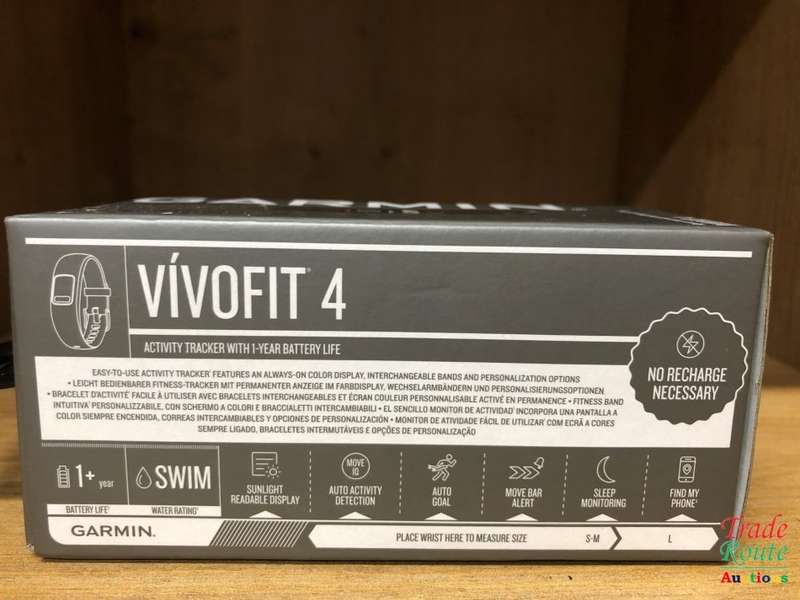 GARMIN
VÍVOFIT® 4
ACTIVITY TRACKER WITH 1-YEAR BATTERY LIFE
NO RECHARGE
NECESSARY
EASY-TO-USE ACTIVITY TRACKER¹ FEATURES AN ALWAYS-ON COLOR DISPLAY, INTERCHANGEABLE BANDS AND PERSONALIZATION OPTIONS
• LEICHT BEDIENBARER FITNESS-TRACKER MIT PERMANENTER ANZEIGE IM FARBDISPLAY, WECHSELARMBÄNDERN UND PERSONALISIERUNGSOPTIONEN
• BRACELET D'ACTIVITÉ¹ FACILE À UTILISER AVEC BRACELETS INTERCHANGEABLES ET ÉCRAN COULEUR PERSONNALISABLE ACTIVÉ EN PERMANENCE • FITNESS BAND
INTUITIVA¹ PERSONALIZZABILE, CON SCHERMO A COLORI E BRACCIALETTI INTERCAMBIABILI • EL SENCILLO MONITOR DE ACTIVIDAD¹ INCORPORA UNA PANTALLA A
COLOR SIEMPRE ENCENDIDA, CORREAS INTERCAMBIABLES Y OPCIONES DE PERSONALIZACIÓN • MONITOR DE ATIVIDADE FÁCIL DE UTILIZAR¹ COM ECRÃ A CORES
SEMPRE LIGADO, BRACELETES INTERMUTÁVEIS E OPÇÕES DE PERSONALIZAÇÃO
1+ year
BATTERY LIFE
SWIM
WATER RATING
SUNLIGHT
READABLE DISPLAY
MOVE
IQ
AUTO ACTIVITY
DETECTION
AUTO
GOAL
MOVE BAR
ALERT
SLEEP
MONITORING
FIND MY
PHONE
GARMIN.
PLACE WRIST HERE TO MEASURE SIZE
S-M
L
Trade
Route
Auctions